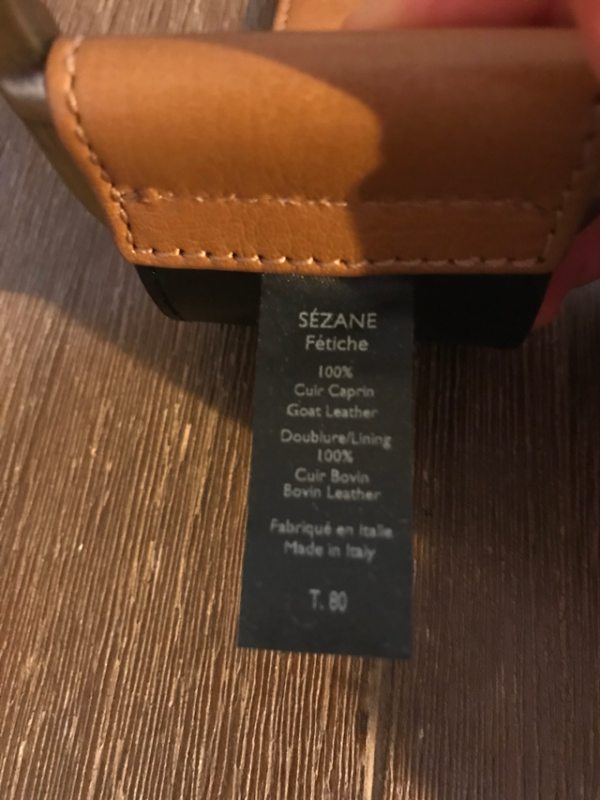 SÉZANE
Fétiche
100%
Cuir Caprin
Goat Leather
Doublure/Lining
100%
Cuir Bovin
Bovin Leather
Fabriqué en Italie
Made in Italy
T. 80